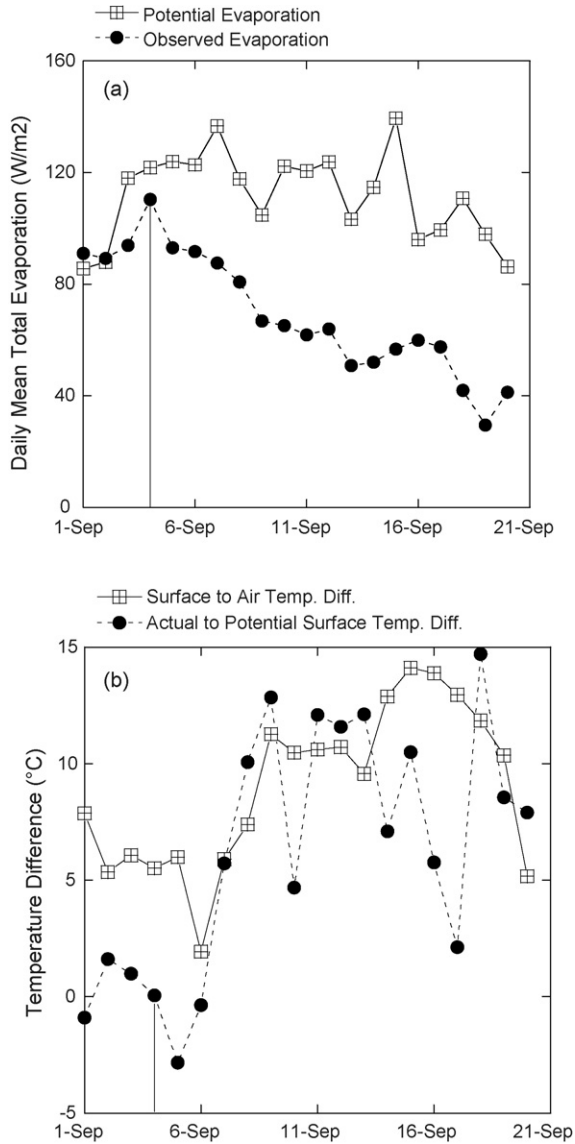 Potential Evaporation
Observed Evaporation
160
(a)
120
80
40
0
Daily Mean Total Evaporation (W/m2)
1-Sep 6-Sep 11-Sep 16-Sep 21-Sep
Surface to Air Temp. Diff.
Actual to Potential Surface Temp. Diff.
15
(b)
10
5
0
-5
Temperature Difference (°C)
1-Sep 6-Sep 11-Sep 16-Sep 21-Sep